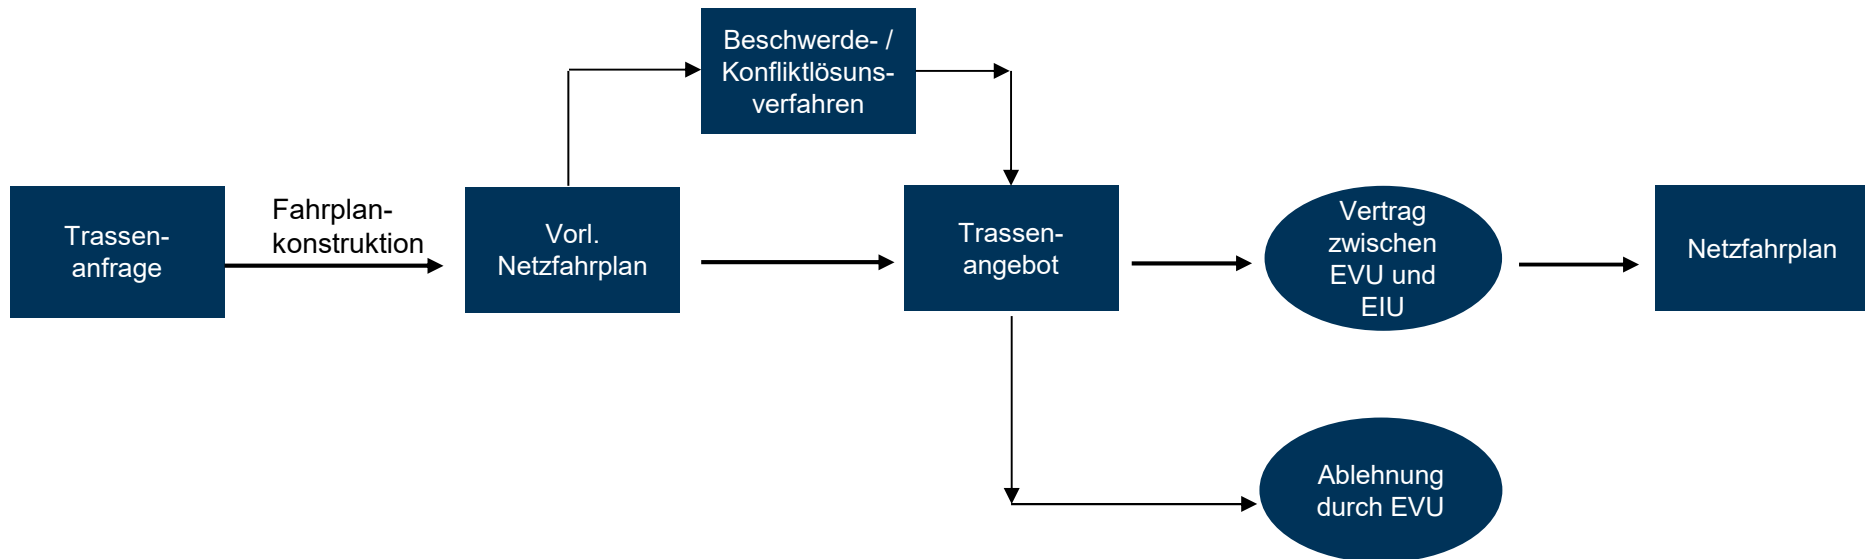 Beschwerde- /
Konfliktlösuns-
verfahren
Trassen-
anfrage
Fahrplan-
konstruktion
Vorl.
Netzfahrplan
Trassen-
angebot
Vertrag
zwischen
EVU und
EIU
Netzfahrplan
Ablehnung
durch EVU